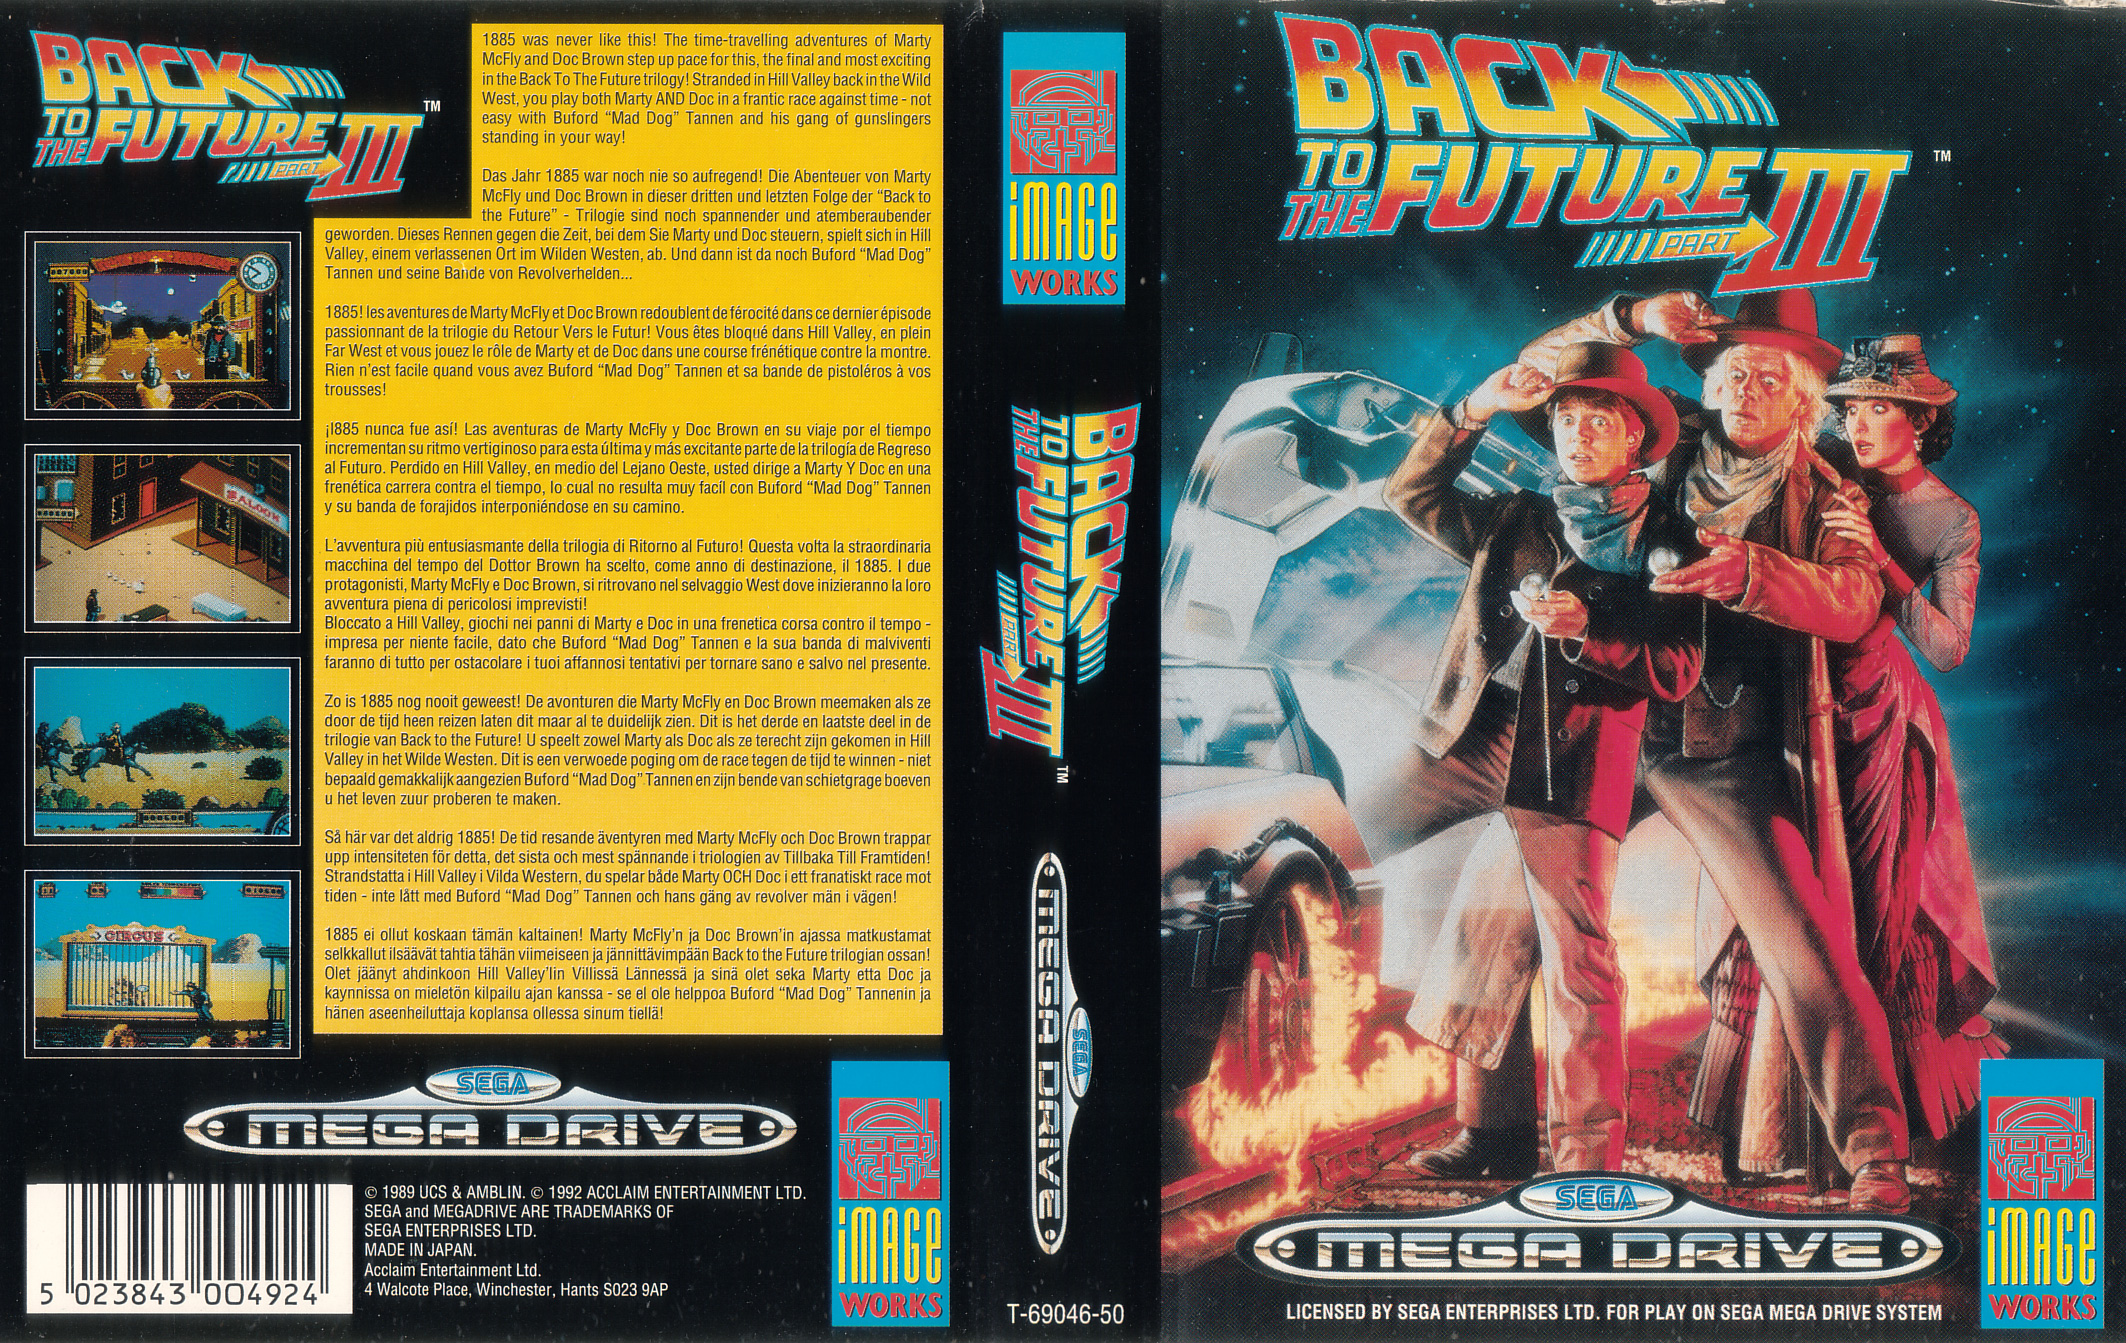 BACK
TO
THE FUTURE III
PART
™
1885 was never like this! The time-travelling adventures of Marty
McFly and Doc Brown step up pace for this, the final and most exciting
in the Back To The Future trilogy! Stranded in Hill Valley back in the Wild
West, you play both Marty AND Doc in a frantic race against time - not
easy with Buford “Mad Dog” Tannen and his gang of gunslingers
standing in your way!
Das Jahr 1885 war noch nie so aufregend! Die Abenteuer von Marty
McFly und Doc Brown in dieser dritten und letzten Folge der “Back to
the Future” - Trilogie sind noch spannender und atemberaubender
geworden. Dieses Rennen gegen die Zeit, bei dem Sie Marty und Doc steuern, spielt sich in Hill
Valley, einem verlassenen Ort im Wilden Westen, ab. Und dann ist da noch Buford “Mad Dog”
Tannen und seine Bande von Revolverhelden...
1885! les aventures de Marty McFly et Doc Brown redoublent de férocité dans ce dernier épisode
passionnant de la trilogie du Retour Vers le Futur! Vous êtes bloqué dans Hill Valley, en plein
Far West et vous jouez le rôle de Marty et de Doc dans une course frénétique contre la montre.
Rien n’est facile quand vous avez Buford “Mad Dog” Tannen et sa bande de pistoléros à vos
trousses!
¡I885 nunca fue así! Las aventuras de Marty McFly y Doc Brown en su viaje por el tiempo
incrementan su ritmo vertiginoso para esta última y más excitante parte de la trilogía de Regreso
al Futuro. Perdido en Hill Valley, en medio del Lejano Oeste, usted dirige a Marty Y Doc en una
frenética carrera contra el tiempo, lo cual no resulta muy facíl con Buford “Mad Dog” Tannen
y su banda de forajidos interponiéndose en su camino.
L’avventura più entusiasmante della trilogia di Ritorno al Futuro! Questa volta la straordinaria
macchina del tempo del Dottor Brown ha scelto, come anno di destinazione, il 1885. I due
protagonisti, Marty McFly e Doc Brown, si ritrovano nel selvaggio West dove inizieranno la loro
avventura piena di pericolosi imprevisti!
Bloccato a Hill Valley, giochi nei panni di Marty e Doc in una frenetica corsa contro il tempo -
impresa per niente facile, dato che Buford “Mad Dog” Tannen e la sua banda di malviventi
faranno di tutto per ostacolare i tuoi affannosi tentativi per tornare sano e salvo nel presente.
Zo is 1885 nog nooit geweest! De avonturen die Marty McFly en Doc Brown meemaken als ze
door de tijd heen reizen laten dit maar al te duidelijk zien. Dit is het derde en laatste deel in de
trilogie van Back to the Future! U speelt zowel Marty als Doc als ze terecht zijn gekomen in Hill
Valley in het Wilde Westen. Dit is een verwoede poging om de race tegen de tijd te winnen - niet
bepaald gemakkalijk aangezien Buford “Mad Dog” Tannen en zijn bende van schietgrage boeven
u het leven zuur proberen te maken.
Så här var det aldrig 1885! De tid resande äventyren med Marty McFly och Doc Brown trappar
upp intensiteten för detta, det sista och mest spännande i triologien av Tillbaka Till Framtiden!
Strandstatta i Hill Valley i Vilda Western, du spelar både Marty OCH Doc i ett franatiskt race mot
tiden - inte lått med Buford “Mad Dog” Tannen och hans gäng av revolver män i vägen!
1885 ei ollut koskaan tämän kaltainen! Marty McFly’n ja Doc Brown’in ajassa matkustamat
selkkallut ilsäävät tahtia tähän viimeiseen ja jännittävimpään Back to the Future trilogian ossan!
Olet jäänyt ahdinkoon Hill Valley’lin Villissä Lännessä ja sinä olet seka Marty etta Doc ja
kaynnissa on mieletön kilpailu ajan kanssa - se el ole helppoa Buford “Mad Dog” Tannenin ja
hänen aseenheiluttaja koplansa ollessa sinum tiellä!
SALOON
CIRCUS
SEGA
MEGA DRIVE
5 023843 004924
© 1989 UCS & AMBLIN. © 1992 ACCLAIM ENTERTAINMENT LTD.
SEGA and MEGADRIVE ARE TRADEMARKS OF
SEGA ENTERPRISES LTD.
MADE IN JAPAN.
Acclaim Entertainment Ltd.
4 Walcote Place, Winchester, Hants S023 9AP
iMAGE
WORKS
iMAGE
WORKS
BACK
TO
THE FUTURE III
PART
™
SEGA
MEGA DRIVE
T-69046-50
BACK
TO
THE FUTURE III
PART
™
SEGA
MEGA DRIVE
LICENSED BY SEGA ENTERPRISES LTD. FOR PLAY ON SEGA MEGA DRIVE SYSTEM
iMAGE
WORKS